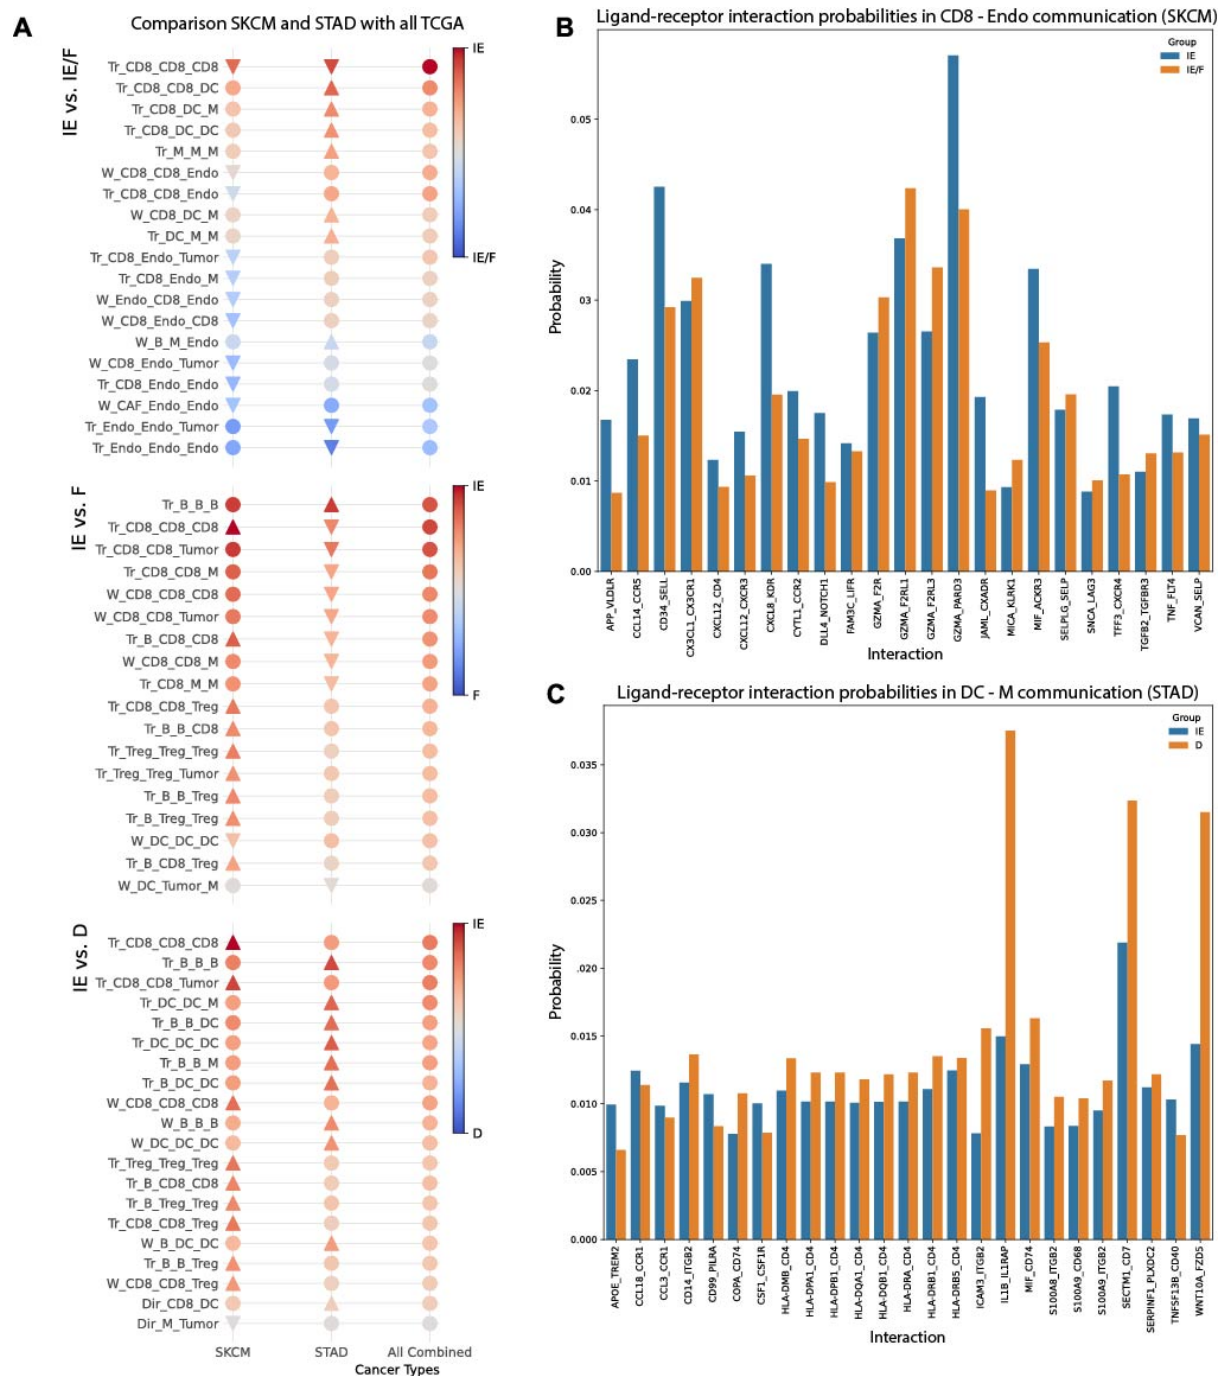 A
Comparison SKCM and STAD with all TCGA
IE vs. IE/F
Tr_CD8_CD8_CD8
Tr_CD8_CD8_DC
Tr_CD8_DC_M
Tr_CD8_DC_DC
Tr_M_M_M
W_CD8_CD8_Endo
Tr_CD8_CD8_Endo
W_CD8_DC_M
Tr_DC_M_M
Tr_CD8_Endo_Tumor
Tr_CD8_Endo_M
W_Endo_CD8_Endo
W_CD8_Endo_CD8
W_B_M_Endo
W_CD8_Endo_Tumor
Tr_CD8_Endo_Endo
W_CAF_Endo_Endo
Tr_Endo_Endo_Tumor
Tr_Endo_Endo_Endo
IE
IE/F
IE vs. F
Tr_B_B_B
Tr_CD8_CD8_CD8
Tr_CD8_CD8_Tumor
Tr_CD8_CD8_M
W_CD8_CD8_CD8
W_CD8_CD8_Tumor
Tr_B_CD8_CD8
W_CD8_CD8_M
Tr_CD8_M_M
Tr_CD8_CD8_Treg
Tr_B_B_CD8
Tr_Treg_Treg_Treg
Tr_Treg_Treg_Tumor
Tr_B_B_Treg
Tr_B_Treg_Treg
W_DC_DC_DC
Tr_B_CD8_Treg
W_DC_Tumor_M
IE
F
IE vs. D
Tr_CD8_CD8_CD8
Tr_B_B_B
Tr_CD8_CD8_Tumor
Tr_DC_DC_M
Tr_B_B_DC
Tr_DC_DC_DC
Tr_B_B_M
Tr_B_DC_DC
W_CD8_CD8_CD8
W_B_B_B
W_DC_DC_DC
Tr_Treg_Treg_Treg
Tr_B_CD8_CD8
Tr_B_Treg_Treg
Tr_CD8_CD8_Treg
W_B_DC_DC
Tr_B_B_Treg
W_CD8_CD8_Treg
Dir_CD8_DC
Dir_M_Tumor
IE
D
SKCM STAD All Combined
Cancer Types
B
Ligand-receptor interaction probabilities in CD8 - Endo communication (SKCM)
Group
IE
IE/F
Probability
0.05
0.04
0.03
0.02
0.01
0.00
APP_VLDLR
CCL14_CCR5
CD34_SELL
CX3CL1_CX3CR1
CXCL12_CD4
CXCL12_CXCR3
CXCL8_KDR
CYTL1_CCR2
DLL4_NOTCH1
FAM3C_LIFR
GZMA_F2R
GZMA_F2RL1
GZMA_F2RL3
GZMA_PARD3
JAML_CXADR
MICA_KLRK1
MIF_ACKR3
SELPLG_SELP
SNCA_LAG3
TFF3_CXCR4
TGFB2_TGFBR3
TNF_FLT4
VCAN_SELP
Interaction
C
Ligand-receptor interaction probabilities in DC - M communication (STAD)
Group
IE
D
Probability
0.035
0.030
0.025
.020
0.015
0.010
0.005
0.000
APOE_TREM2
CCL18_CCR1
CCL3_CCR1
CD14_ITGB2
CD99_PILRA
COPA_CD74
CSF1_CSF1R
HLA-DMB_CD4
HLA-DPA1_CD4
HLA-DPB1_CD4
HLA-DQA1_CD4
HLA-DQB1_CD4
HLA-DRA_CD4
HLA-DRB1_CD4
HLA-DRB5_CD4
ICAM3_ITGB2
IL1B_IL1RAP
MIF_CD74
S100A8_ITGB2
S100A9_CD68
S100A9_ITGB2
SECTM1_CD7
SERPINF1_PLXDC2
TNFSF13B_CD40
WNT10A_FZD5
Interaction